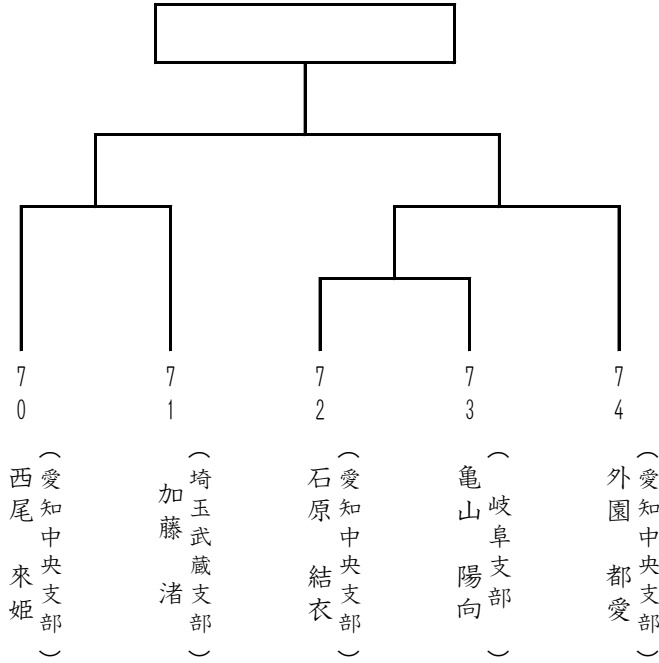 70
西尾 來姫
（愛知中央支部）
71
加藤 渚
（埼玉武蔵支部）
72
石原 結衣
（愛知中央支部）
73
亀山 陽向
（岐阜支部）
74
外園 都愛
（愛知中央支部）